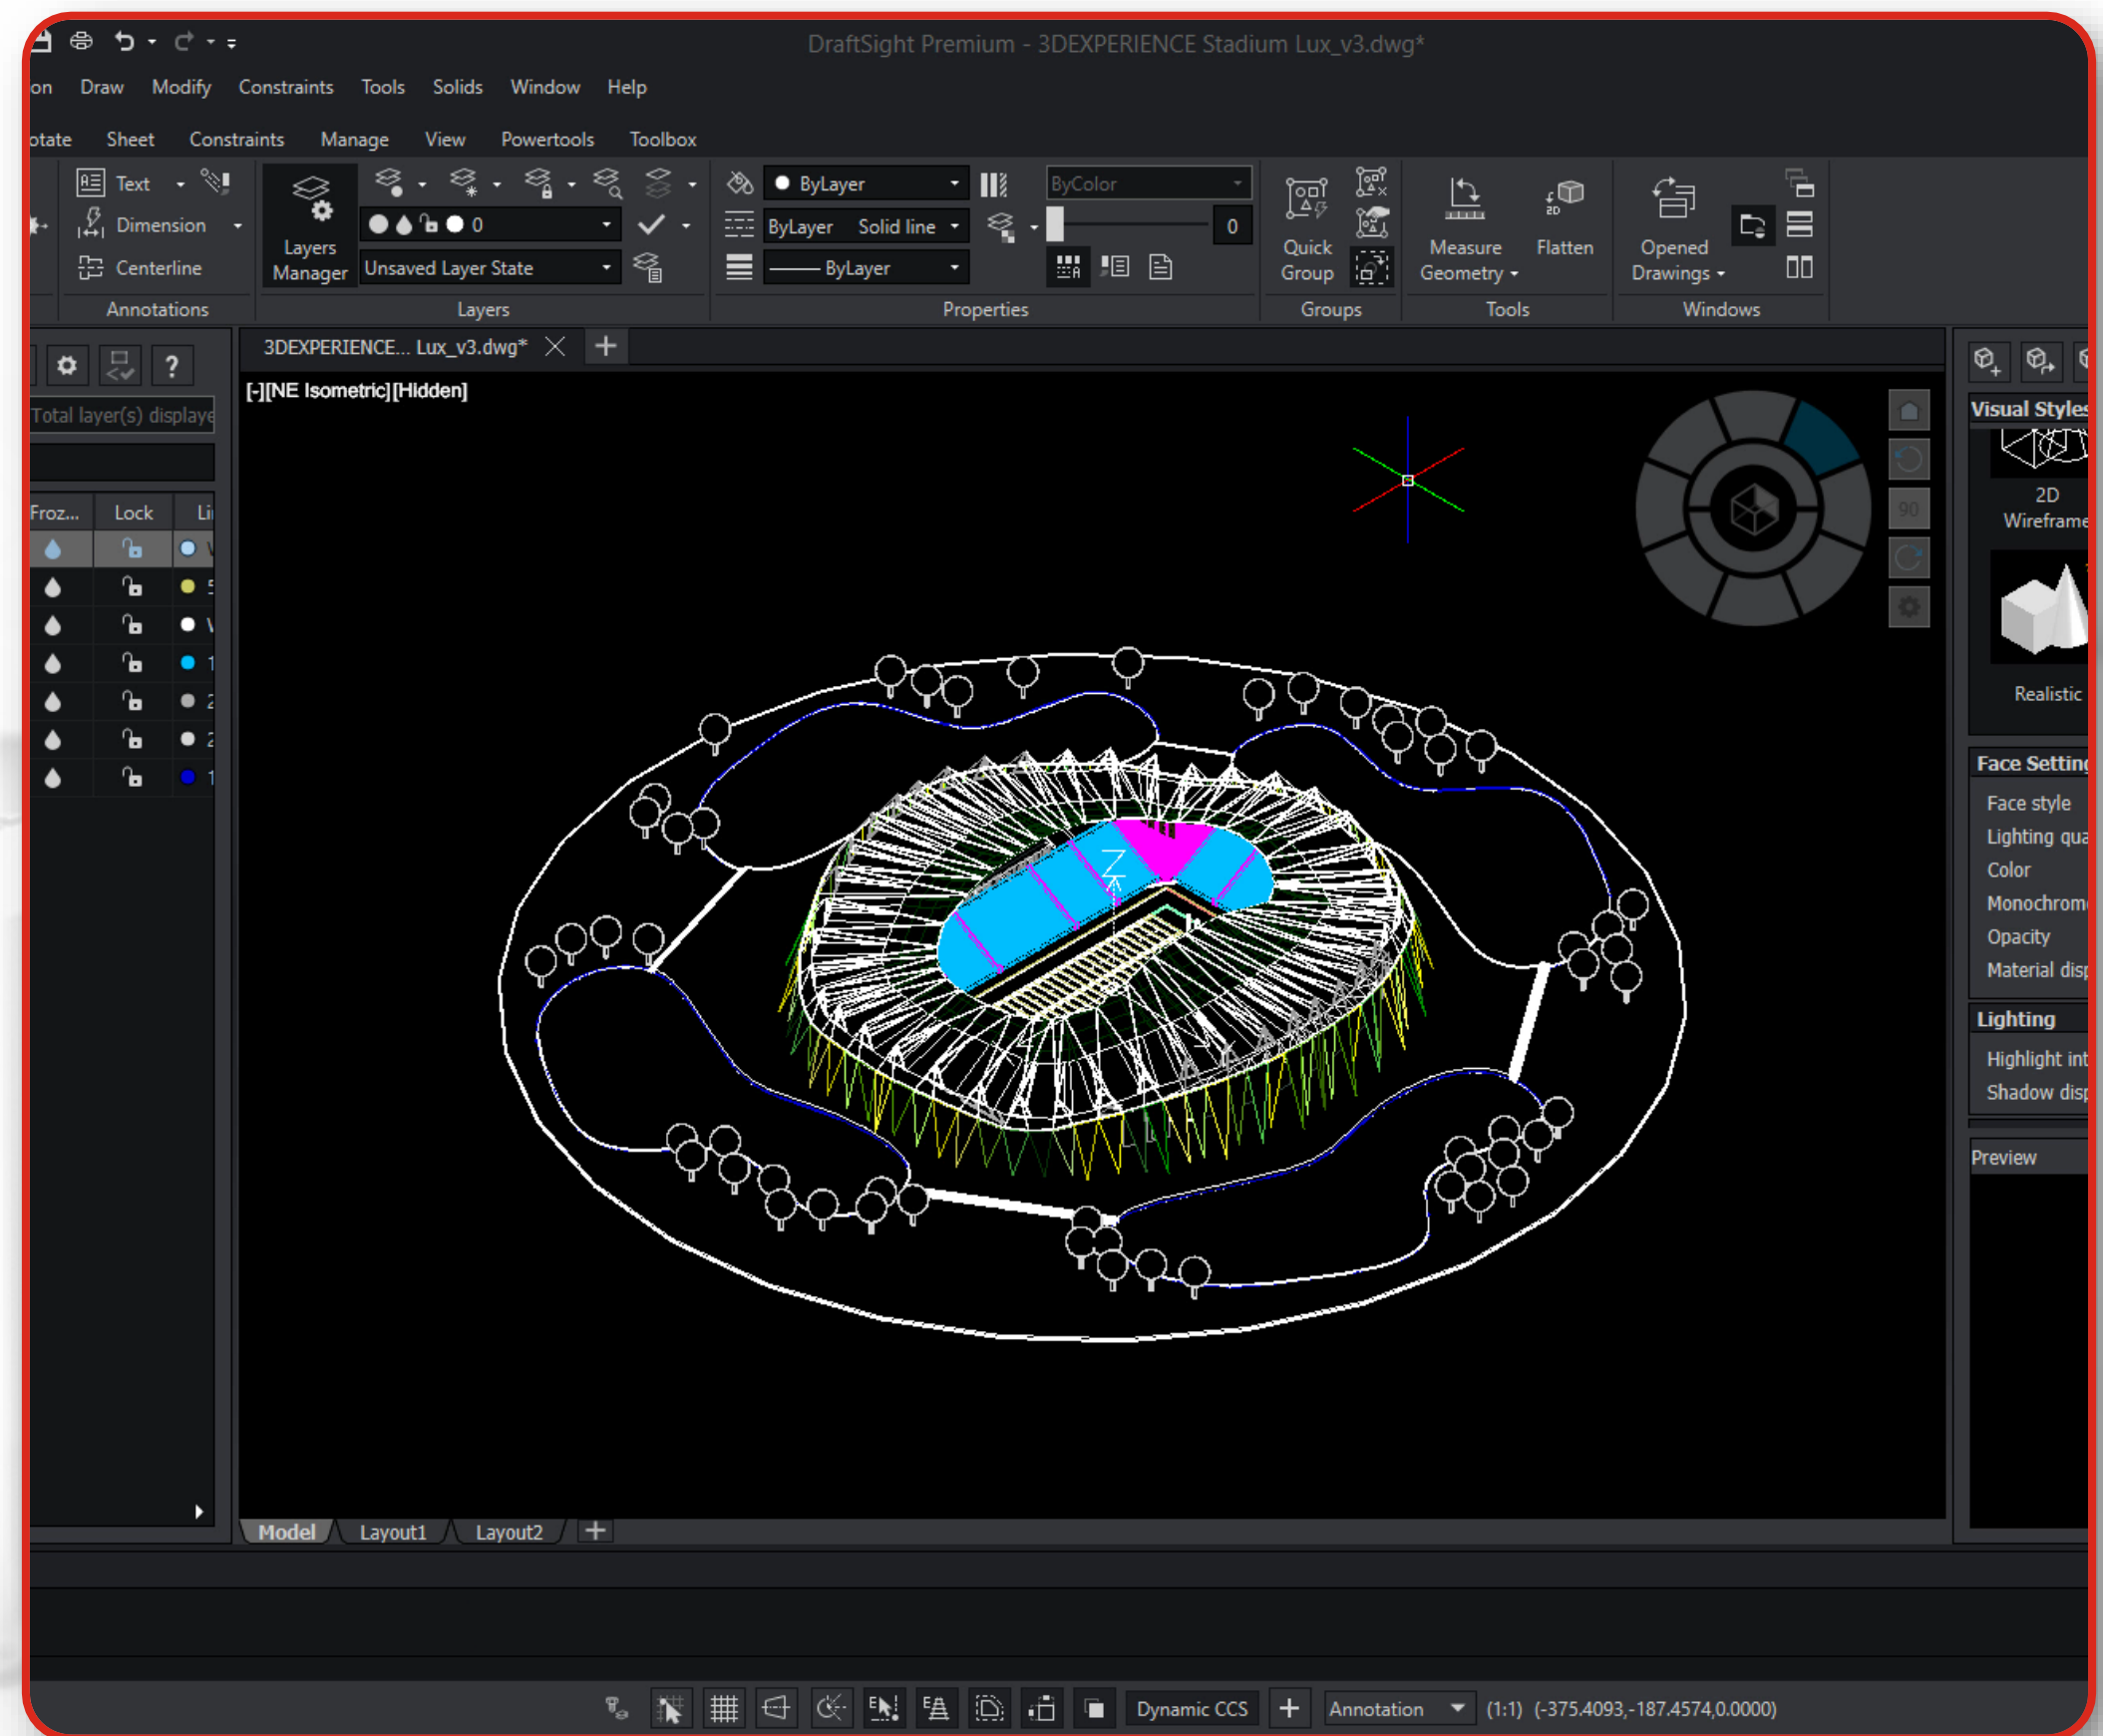 DraftSight Premium - 3DEXPERIENCE Stadium Lux_v3.dwg*
Draw Modify Constraints Tools Solids Window Help
Sheet Constraints Manage View Powertools Toolbox
Text
Dimension
Centerline
Annotations
Layers
Manager
0
Unsaved Layer State
Layers
ByLayer
ByLayer Solid line
ByLayer
ByColor
0
Properties
Quick
Group
Groups
Measure
Geometry
Flatten
Tools
Opened
Drawings
Windows
3DEXPERIENCE... Lux_v3.dwg*
[-][NE Isometric][Hidden]
Total layer(s) displaye
Froz... Lock
90
Visual Styles
2D
Wireframe
Realistic
Face Setting
Face style
Lighting qua
Color
Monochrom
Opacity
Material disp
Lighting
Highlight int
Shadow disp
Preview
Model Layout1 Layout2
Dynamic CCS Annotation (1:1) (-375.4093,-187.4574,0.0000)